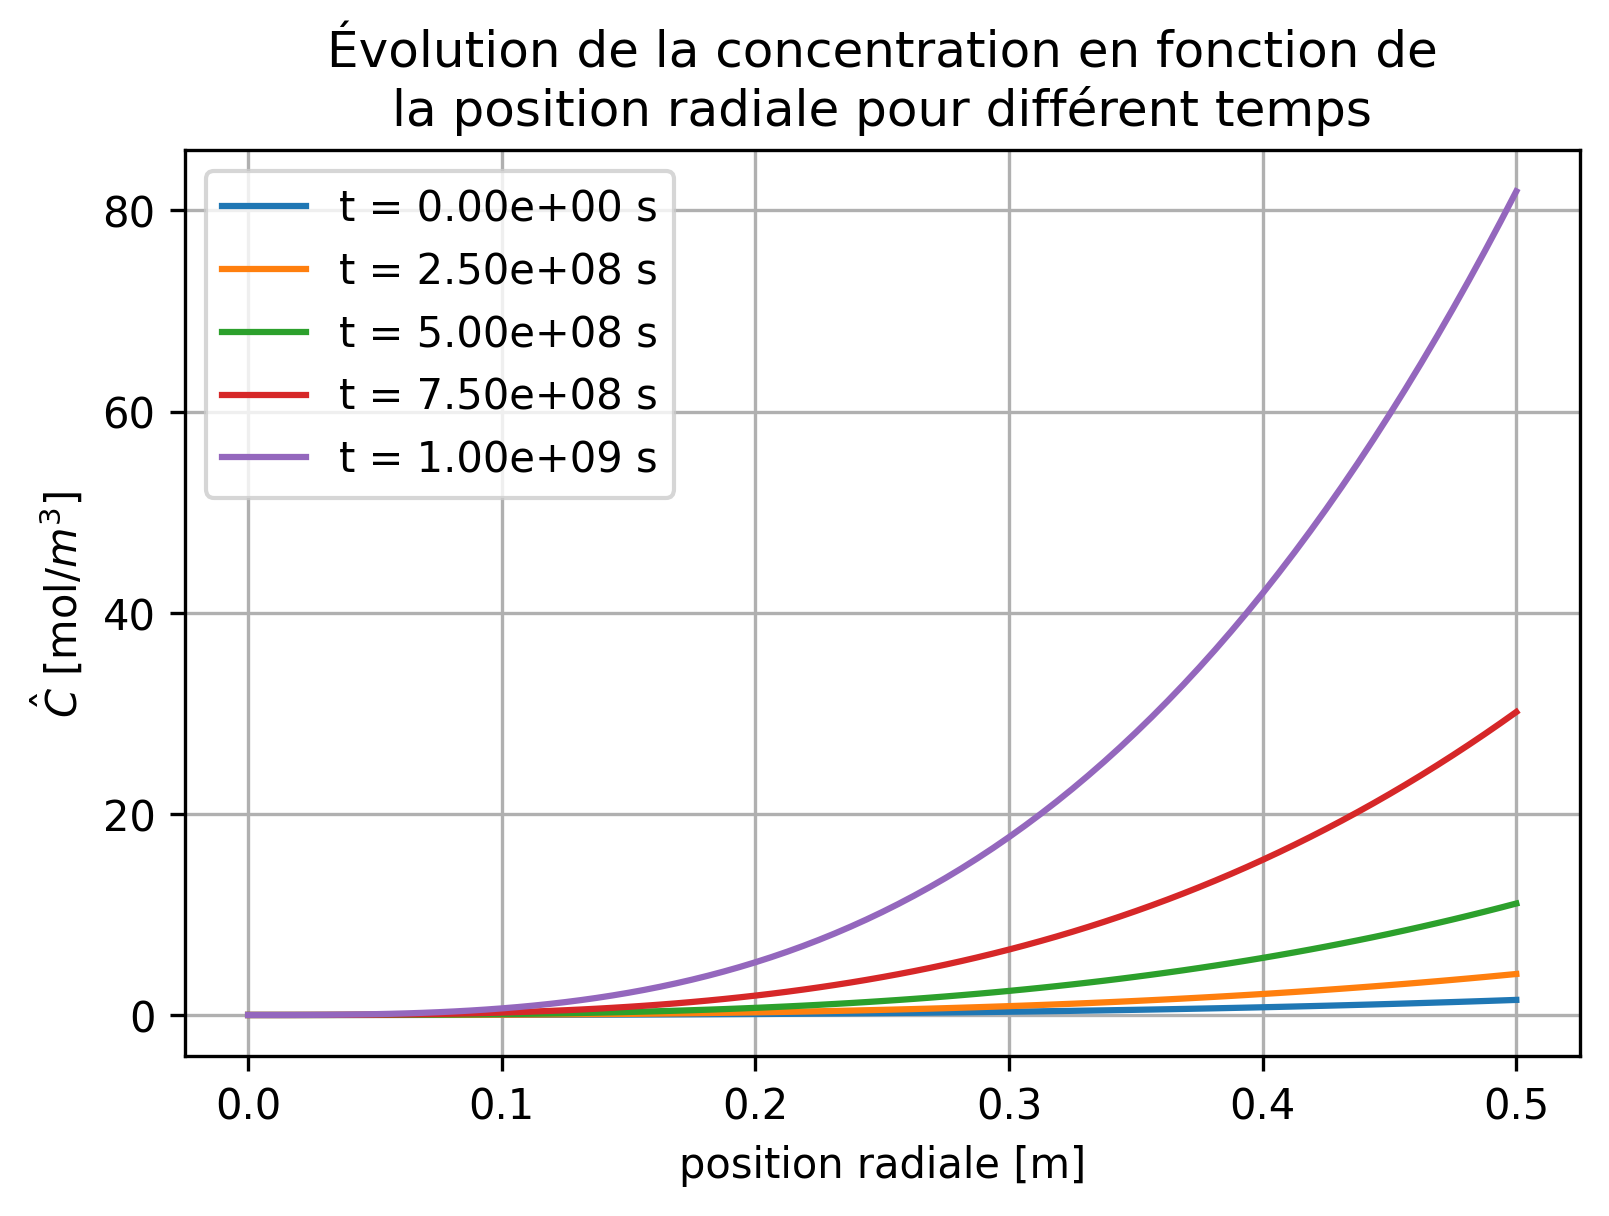 Évolution de la concentration en fonction de
la position radiale pour différent temps
t = 0.00e+00 s
t = 2.50e+08 s
t = 5.00e+08 s
t = 7.50e+08 s
t = 1.00e+09 s
Ĉ [mol/m³]
80
60
40
20
0
0.0 0.1 0.2 0.3 0.4 0.5
position radiale [m]